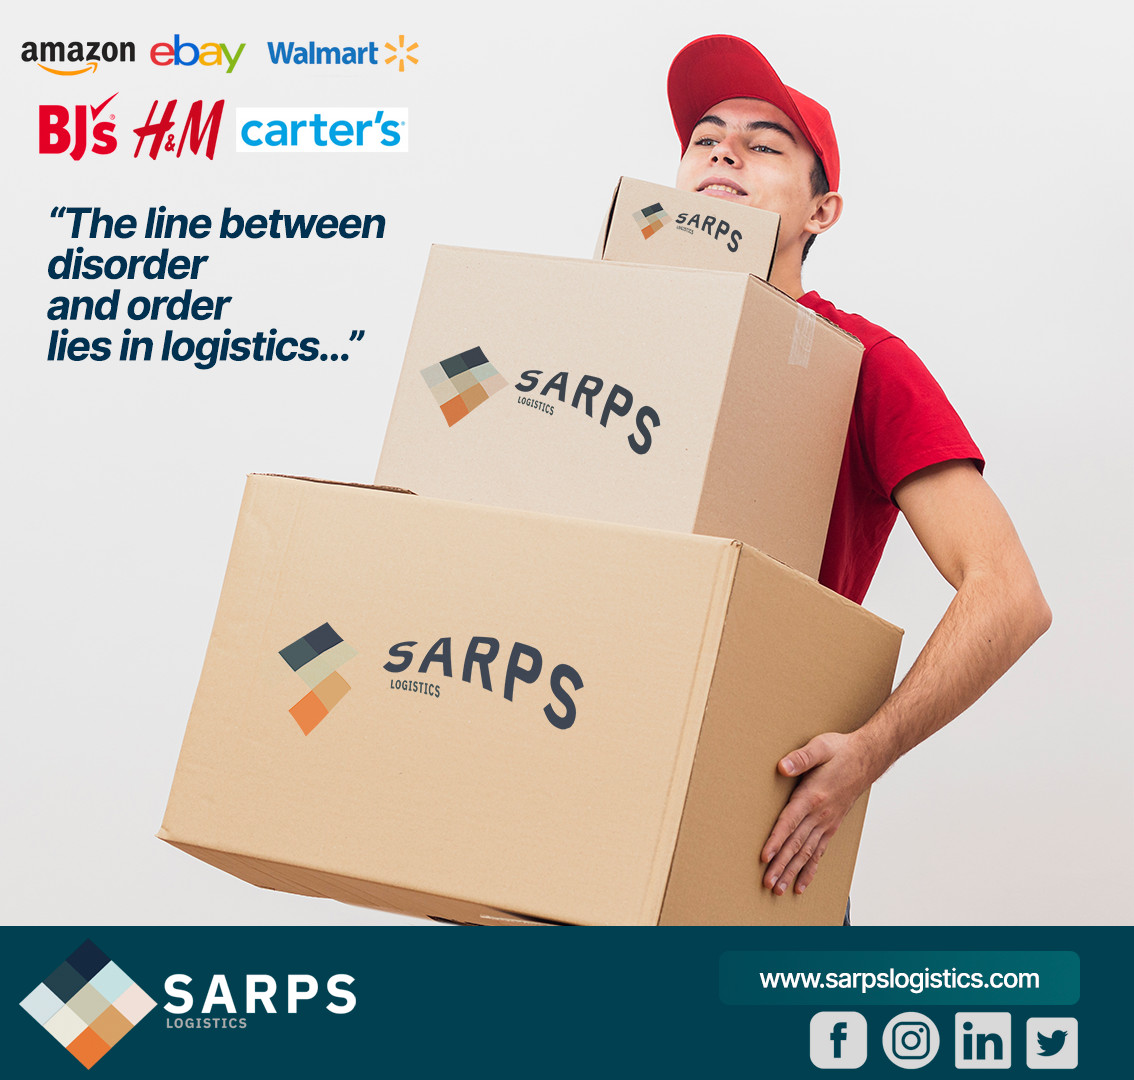 amazon ebay Walmart
BJ's® H&M carter's®
“The line between
disorder
and order
lies in logistics...”
SARPS
LOGISTICS
SARPS
LOGISTICS
SARPS
LOGISTICS
SARPS
LOGISTICS
www.sarpslogistics.com
f in